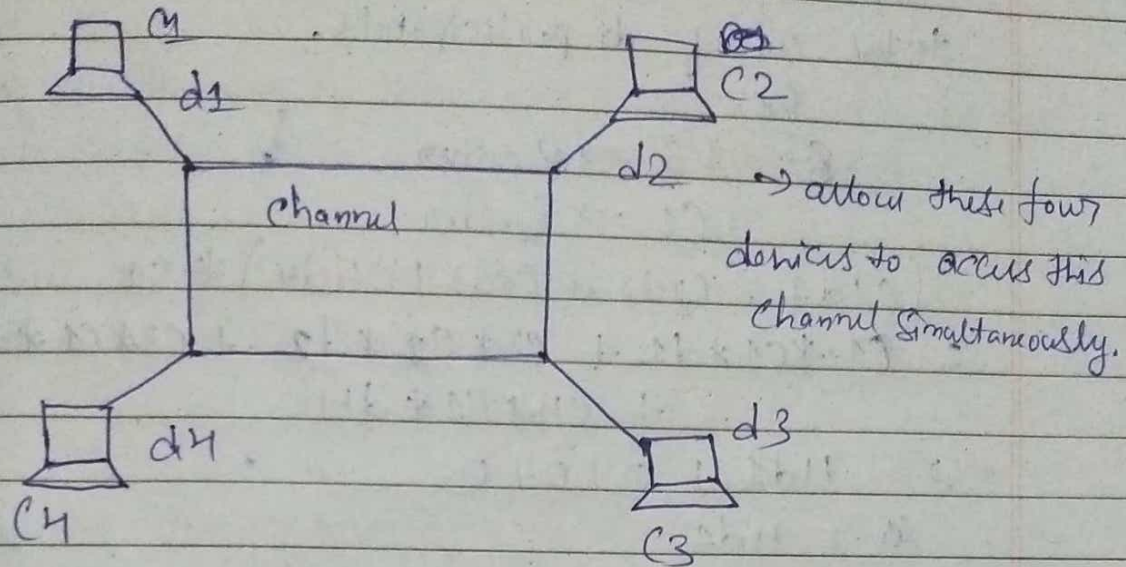 C1
d1
C2
d2 → allow these four
channel
devices to access this
channel simultaneously.
d4
d3
C4
C3